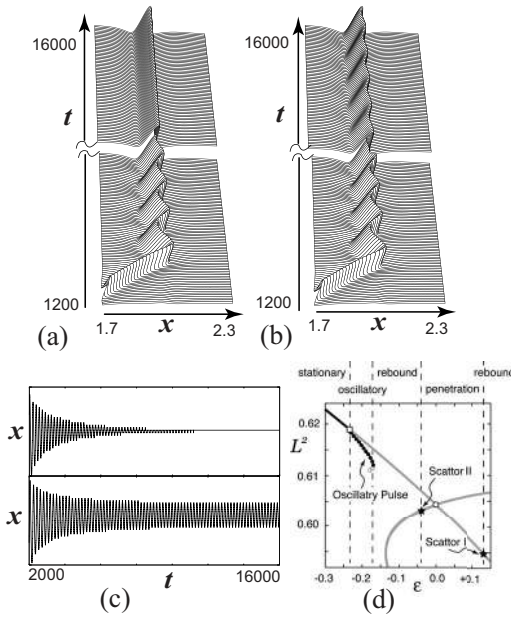 16000
t
1200
(a)
1.7
x
2.3
16000
t
1200
(b)
1.7
x
2.3
x
x
2000
t
16000
(c)
stationary
rebound
rebound
oscillatory
penetration
0.62
L²
0.61
0.60
Scattor II
Oscillatry Pulse
Scattor I
-0.3
-0.2
-0.1
0.0
+0.1
ε
(d)